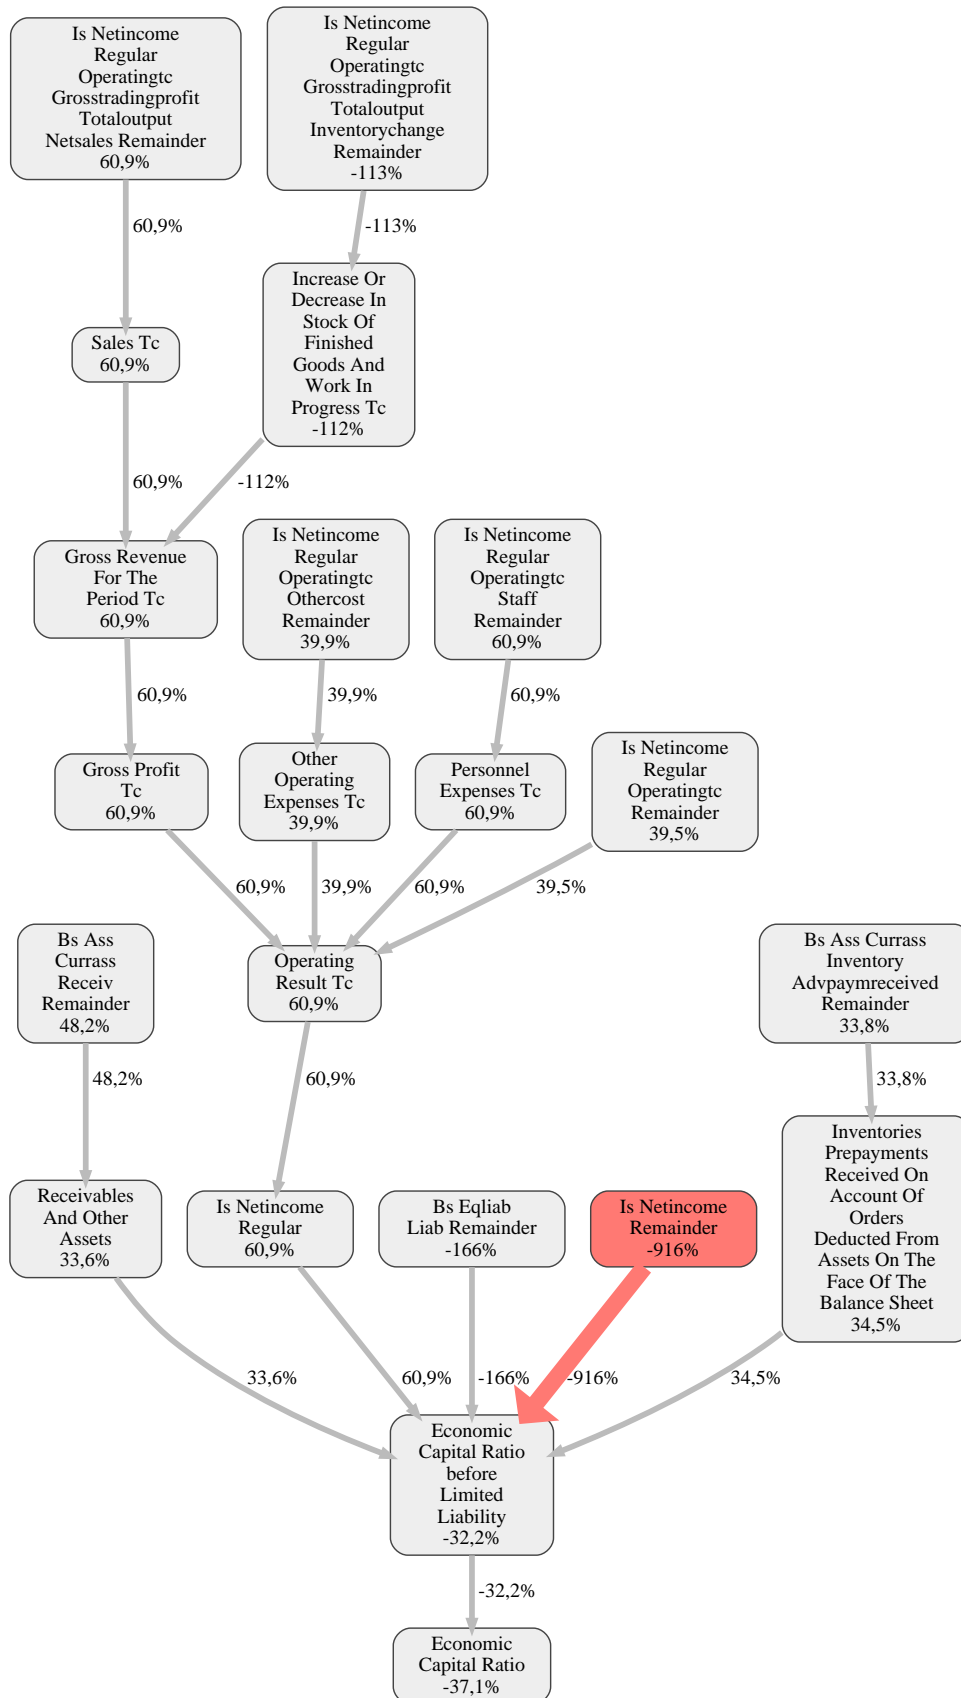 Is Netincome
Regular
Operatingtc
Grosstradingprofit
Totaloutput
Netsales Remainder
60,9%
Is Netincome
Regular
Operatingtc
Grosstradingprofit
Totaloutput
Inventorychange
Remainder
-113%
60,9%
-113%
Sales Tc
60,9%
Increase Or
Decrease In
Stock Of
Finished
Goods And
Work In
Progress Tc
-112%
60,9%
-112%
Gross Revenue
For The
Period Tc
60,9%
Is Netincome
Regular
Operatingtc
Othercost
Remainder
39,9%
Is Netincome
Regular
Operatingtc
Staff
Remainder
60,9%
60,9%
39,9%
60,9%
Gross Profit
Tc
60,9%
Other
Operating
Expenses Tc
39,9%
Personnel
Expenses Tc
60,9%
Is Netincome
Regular
Operatingtc
Remainder
39,5%
60,9%
39,9%
60,9%
39,5%
Bs Ass
Currass
Receiv
Remainder
48,2%
Operating
Result Tc
60,9%
Bs Ass Currass
Inventory
Advpaymreceived
Remainder
33,8%
48,2%
60,9%
33,8%
Receivables
And Other
Assets
33,6%
Is Netincome
Regular
60,9%
Bs Eqliab
Liab Remainder
-166%
Is Netincome
Remainder
-916%
Inventories
Prepayments
Received On
Account Of
Orders
Deducted From
Assets On The
Face Of The
Balance Sheet
34,5%
33,6%
60,9%
-166%
-916%
34,5%
Economic
Capital Ratio
before
Limited
Liability
-32,2%
-32,2%
Economic
Capital Ratio
-37,1%